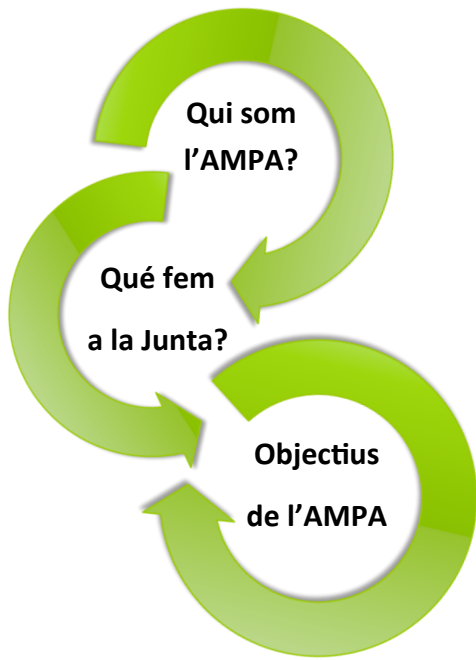 Qui som
l’AMPA?
Qué fem
a la Junta?
Objectius
de l’AMPA